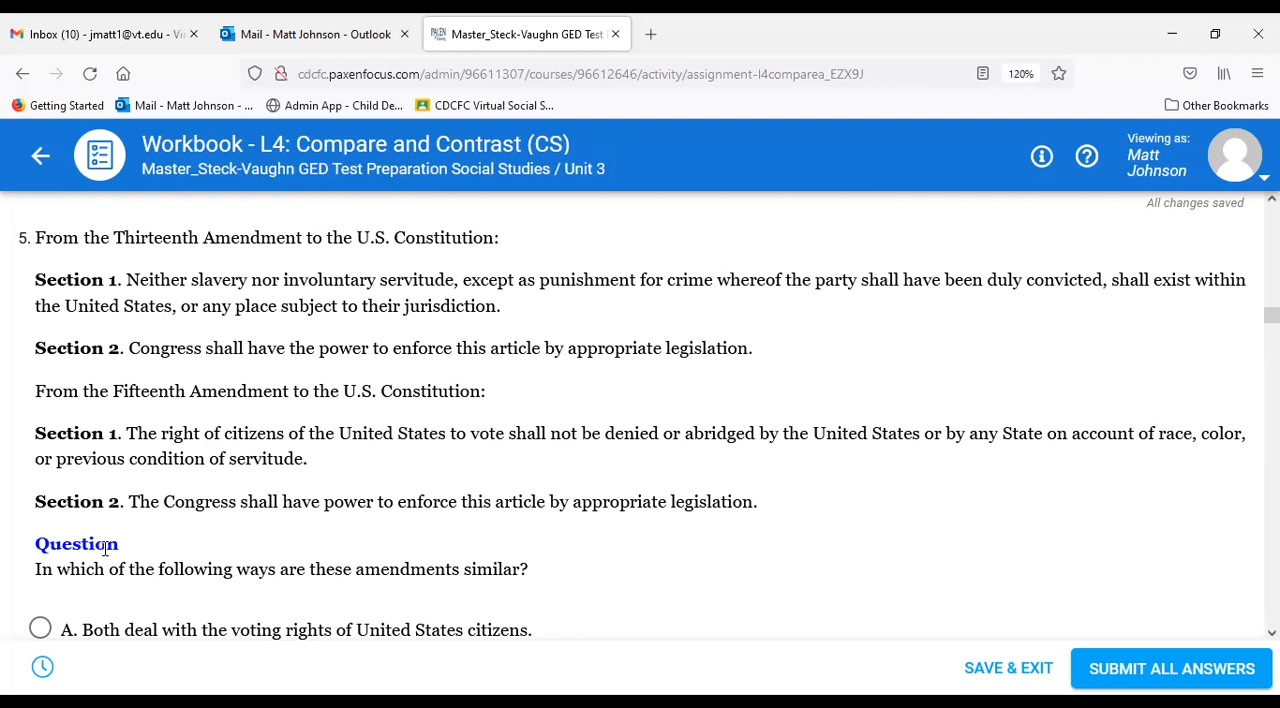 Inbox (10) - jmatt1@vt.edu - Vir
Mail - Matt Johnson - Outlook
Master_Steck-Vaughn GED Test
cdcfc.paxenfocus.com/admin/96611307/courses/96612646/activity/assignment-l4comparea_EZX9J
120%
Getting Started
Mail - Matt Johnson - ...
Admin App - Child De...
CDCFC Virtual Social S...
Other Bookmarks
Workbook - L4: Compare and Contrast (CS)
Master_Steck-Vaughn GED Test Preparation Social Studies / Unit 3
Viewing as:
Matt
Johnson
All changes saved
5. From the Thirteenth Amendment to the U.S. Constitution:
Section 1. Neither slavery nor involuntary servitude, except as punishment for crime whereof the party shall have been duly convicted, shall exist within
the United States, or any place subject to their jurisdiction.
Section 2. Congress shall have the power to enforce this article by appropriate legislation.
From the Fifteenth Amendment to the U.S. Constitution:
Section 1. The right of citizens of the United States to vote shall not be denied or abridged by the United States or by any State on account of race, color,
or previous condition of servitude.
Section 2. The Congress shall have power to enforce this article by appropriate legislation.
Question
In which of the following ways are these amendments similar?
A. Both deal with the voting rights of United States citizens.
SAVE & EXIT
SUBMIT ALL ANSWERS